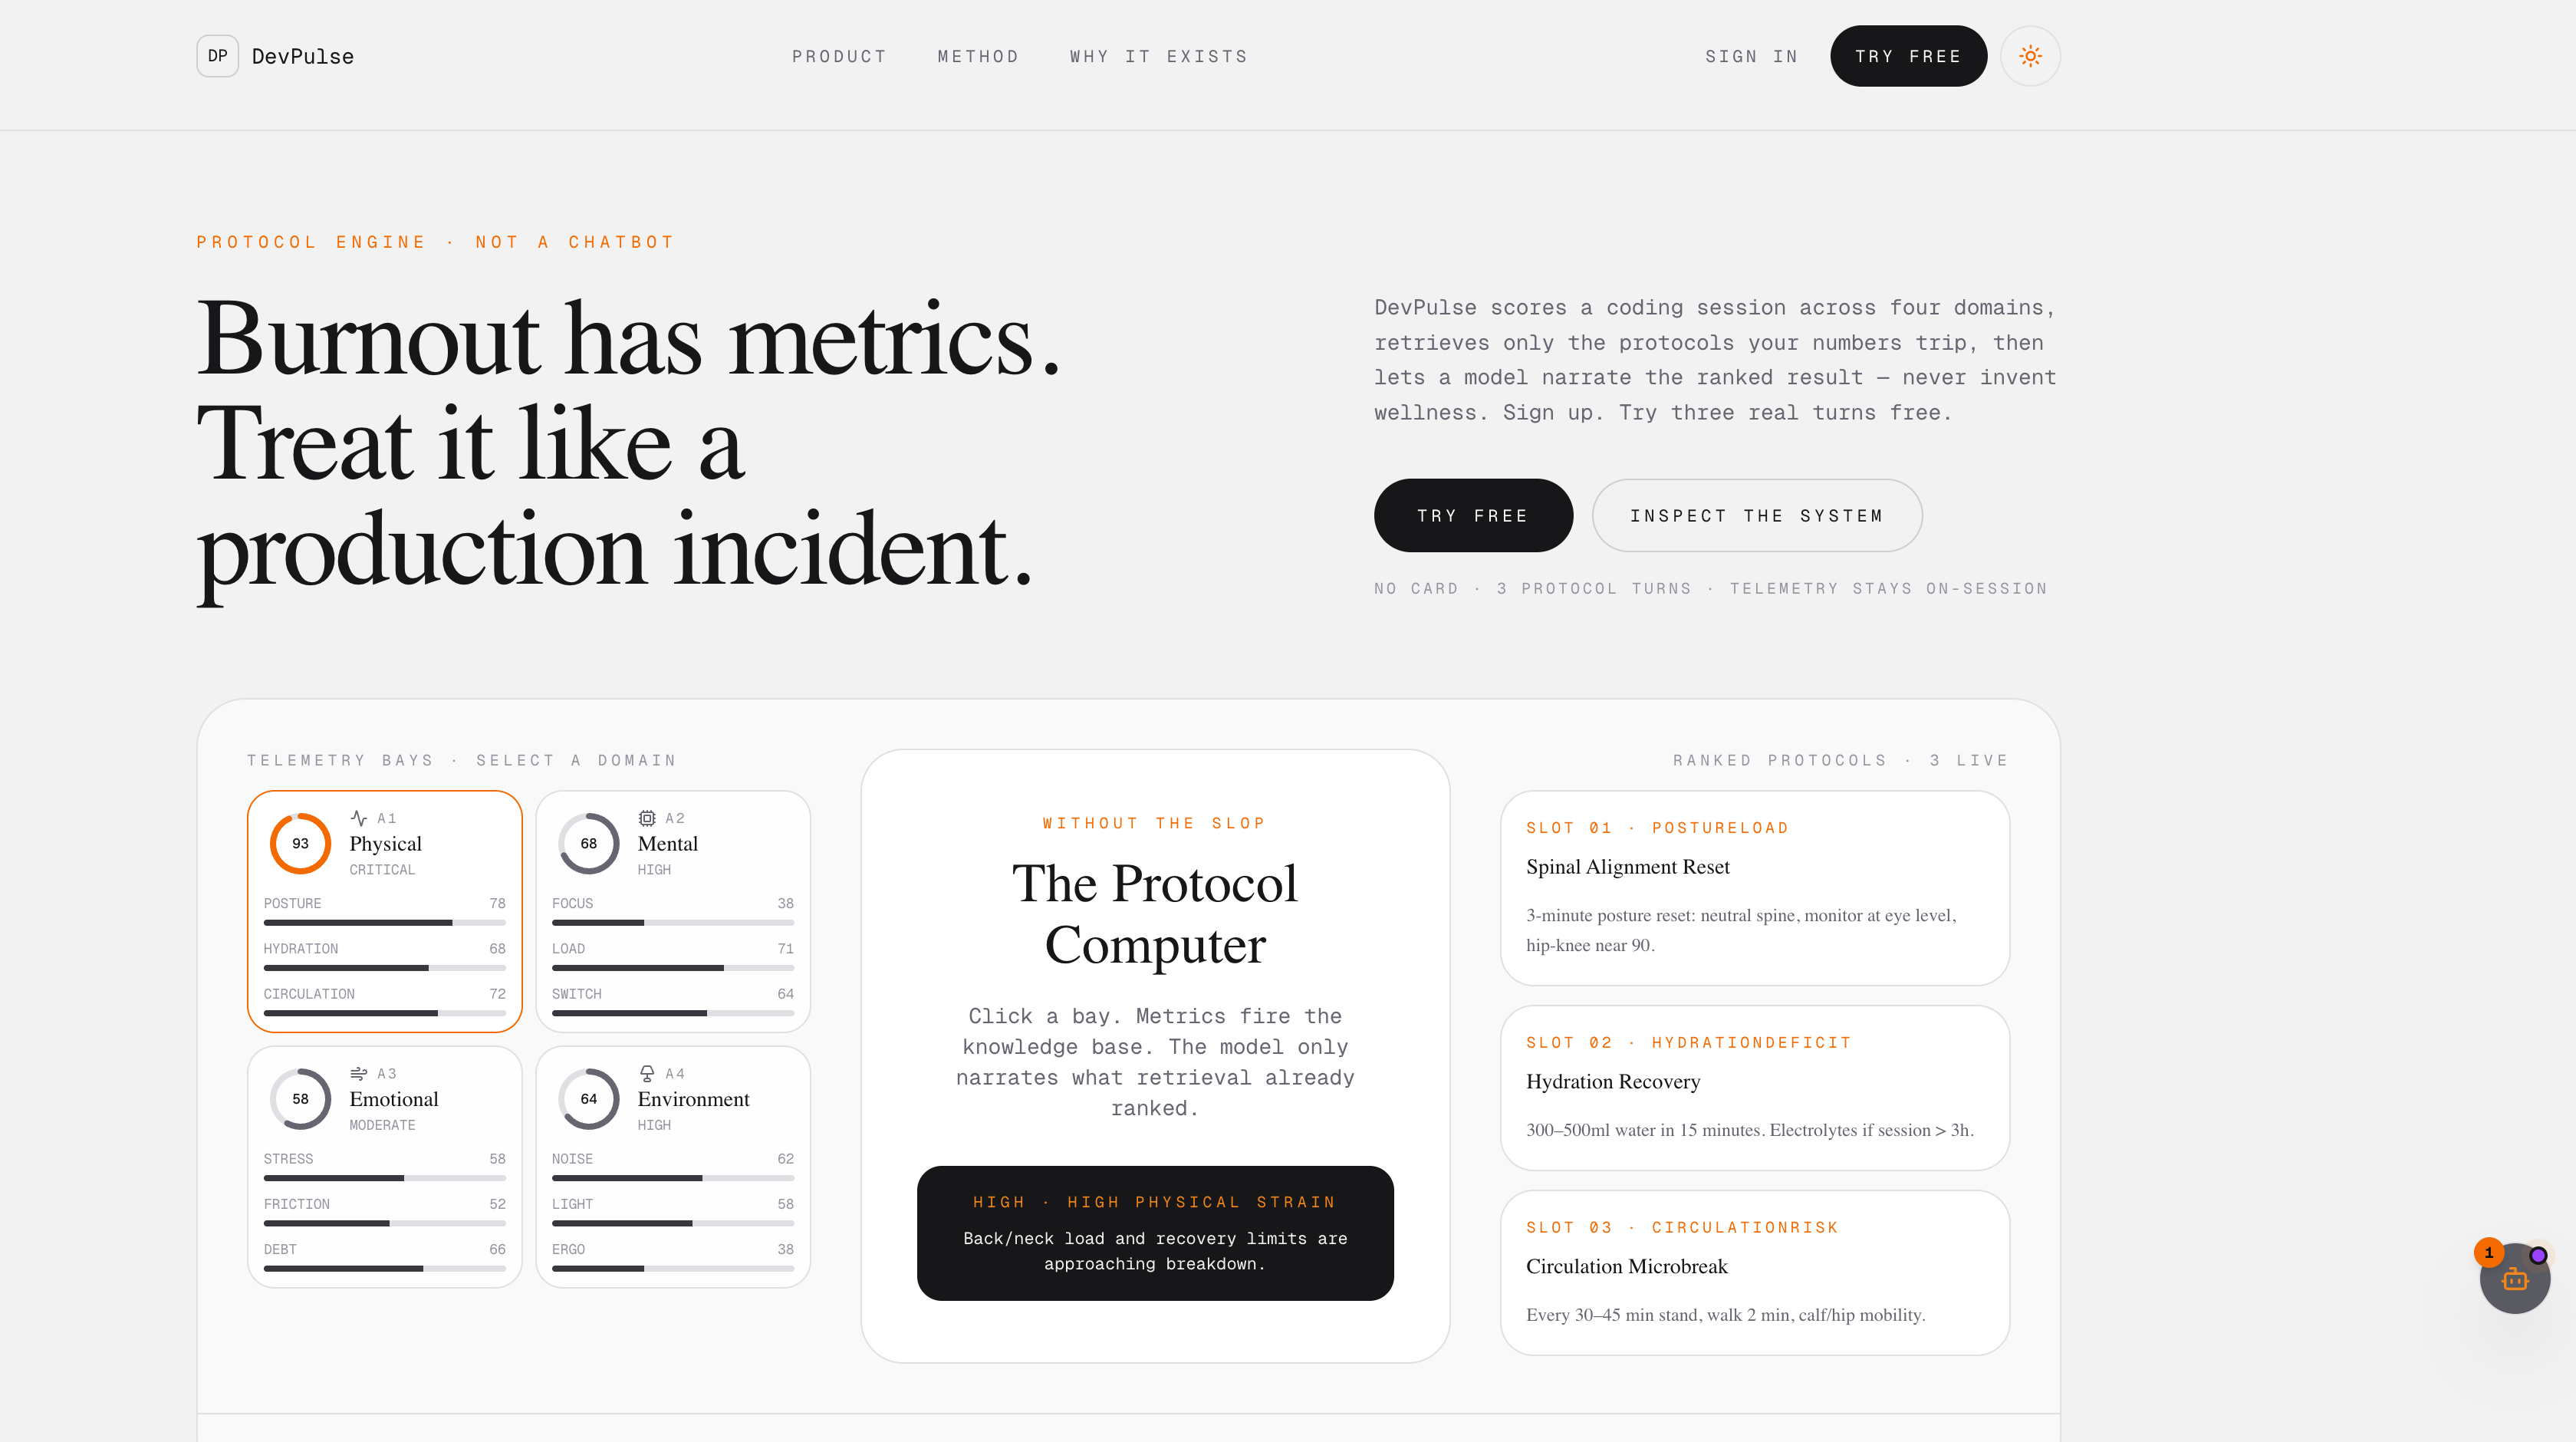 DP DevPulse
PRODUCT METHOD WHY IT EXISTS
SIGN IN TRY FREE
PROTOCOL ENGINE · NOT A CHATBOT
Burnout has metrics.
Treat it like a
production incident.
DevPulse scores a coding session across four domains,
retrieves only the protocols your numbers trip, then
lets a model narrate the ranked result — never invent
wellness. Sign up. Try three real turns free.
TRY FREE INSPECT THE SYSTEM
NO CARD · 3 PROTOCOL TURNS · TELEMETRY STAYS ON-SESSION
TELEMETRY BAYS · SELECT A DOMAIN
93
A1
Physical
CRITICAL
POSTURE 78
HYDRATION 68
CIRCULATION 72
68
A2
Mental
HIGH
FOCUS 38
LOAD 71
SWITCH 64
58
A3
Emotional
MODERATE
STRESS 58
FRICTION 52
DEBT 66
64
A4
Environment
HIGH
NOISE 62
LIGHT 58
ERGO 38
WITHOUT THE SLOP
The Protocol
Computer
Click a bay. Metrics fire the
knowledge base. The model only
narrates what retrieval already
ranked.
HIGH · HIGH PHYSICAL STRAIN
Back/neck load and recovery limits are
approaching breakdown.
RANKED PROTOCOLS · 3 LIVE
SLOT 01 · POSTURELOAD
Spinal Alignment Reset
3-minute posture reset: neutral spine, monitor at eye level,
hip-knee near 90.
SLOT 02 · HYDRATIONDEFICIT
Hydration Recovery
300–500ml water in 15 minutes. Electrolytes if session > 3h.
SLOT 03 · CIRCULATIONRISK
Circulation Microbreak
Every 30–45 min stand, walk 2 min, calf/hip mobility.
1